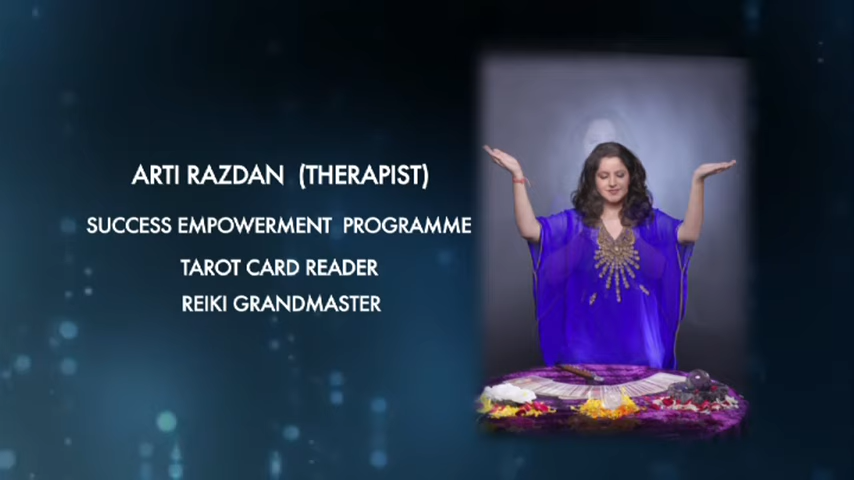 ARTI RAZDAN (THERAPIST)
SUCCESS EMPOWERMENT PROGRAMME
TAROT CARD READER
REIKI GRANDMASTER